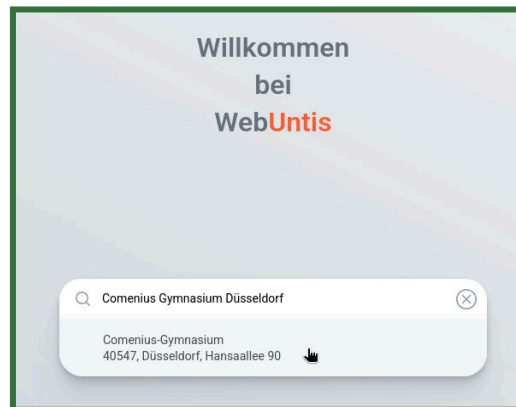 Willkommen
bei
WebUntis
Comenius Gymnasium Düsseldorf
Comenius-Gymnasium
40547, Düsseldorf, Hansaallee 90